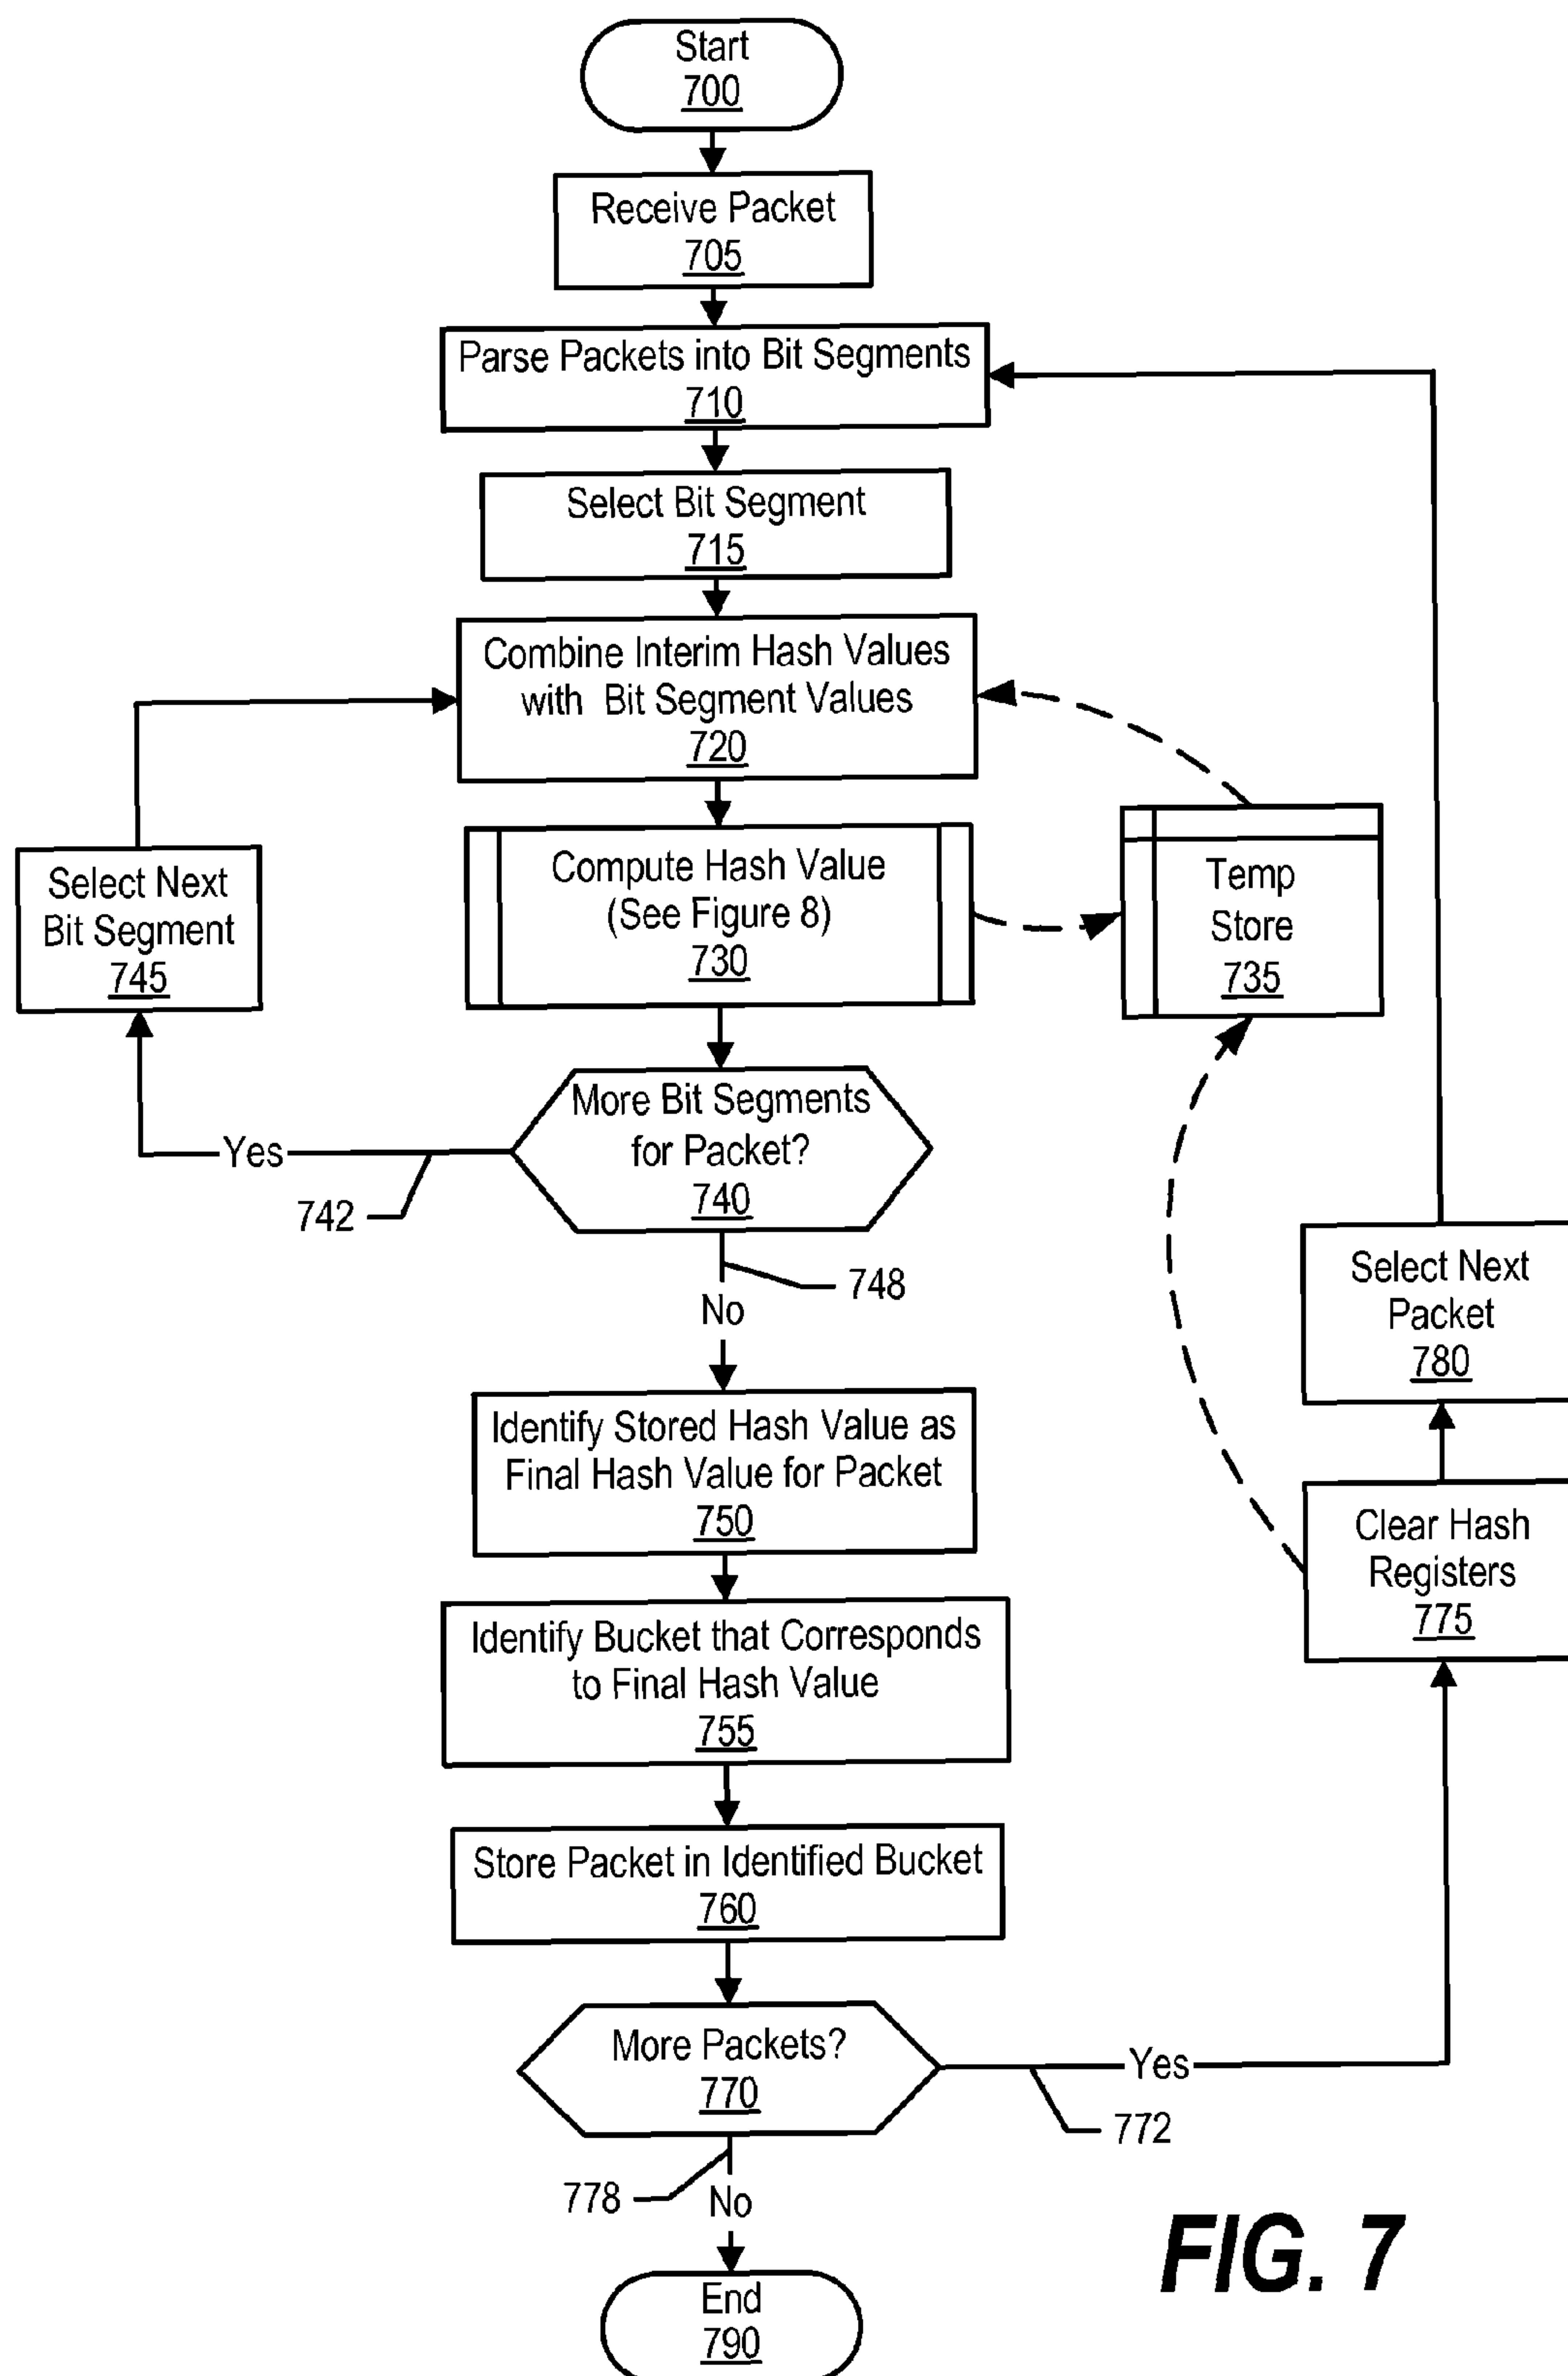 Start
700
Receive Packet
705
Parse Packets into Bit Segments
710
Select Bit Segment
715
Combine Interim Hash Values
with Bit Segment Values
720
Compute Hash Value
(See Figure 8)
730
Temp
Store
735
Select Next
Bit Segment
745
More Bit Segments
for Packet?
740
Yes
742
748
No
Select Next
Packet
780
Identify Stored Hash Value as
Final Hash Value for Packet
750
Clear Hash
Registers
775
Identify Bucket that Corresponds
to Final Hash Value
755
Store Packet in Identified Bucket
760
More Packets?
770
Yes
772
778
No
End
790
FIG. 7